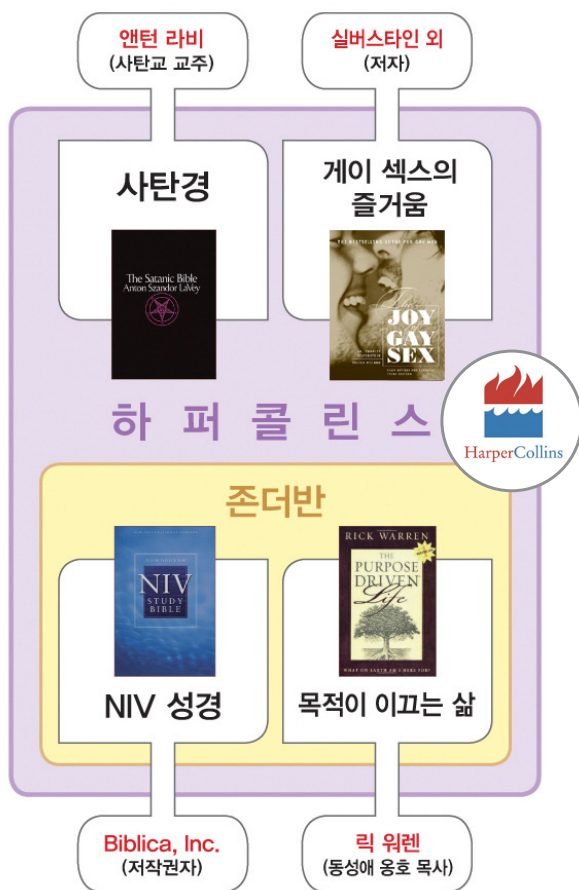 앤턴 라비
(사탄교 교주)
실버스타인 외
(저자)
사탄경
게이 섹스의
즐거움
The Satanic Bible
Anton Szandor LaVey
The
JOY
of
GAY
SEX
하퍼콜린스
HarperCollins
존더반
NIV
STUDY
BIBLE
RICK WARREN
THE
PURPOSE
DRIVEN
Life
WHAT ON EARTH AM I HERE FOR?
NIV 성경
목적이 이끄는 삶
Biblica, Inc.
(저작권자)
릭 워렌
(동성애 옹호 목사)